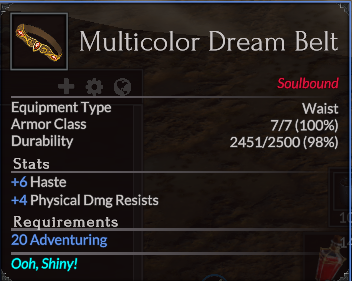 Multicolor Dream Belt
Soulbound
Equipment Type Waist
Armor Class 7/7 (100%)
Durability 2451/2500 (98%)
Stats
+6 Haste
+4 Physical Dmg Resists
Requirements
20 Adventuring
Ooh, Shiny!